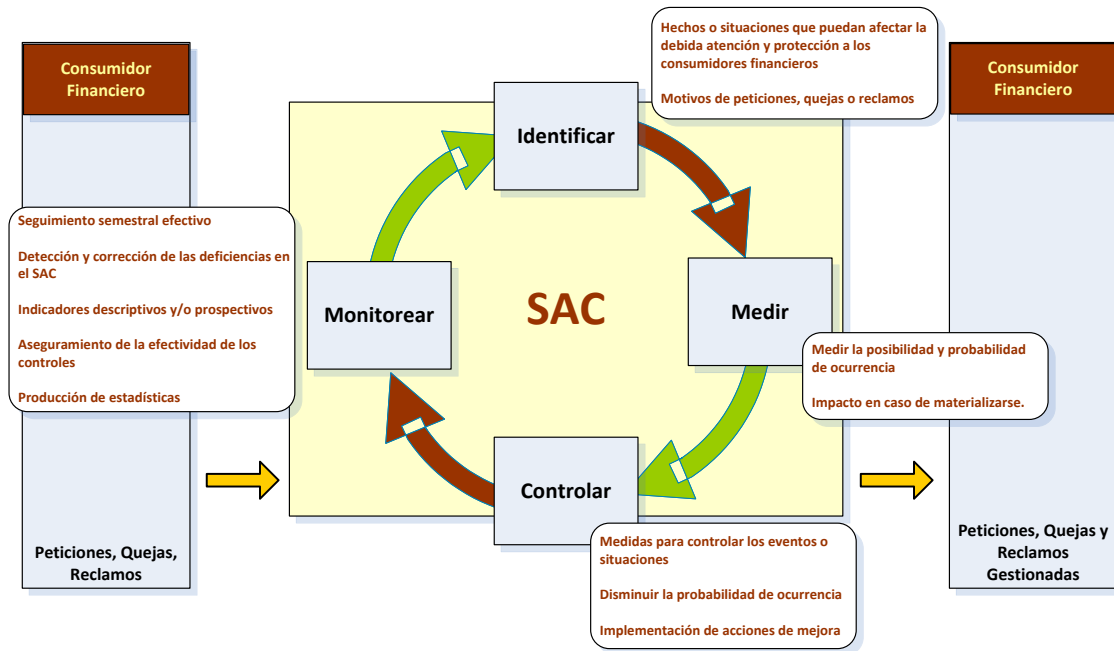 Consumidor
Financiero
Peticiones, Quejas,
Reclamos
Seguimiento semestral efectivo
Detección y corrección de las deficiencias en
el SAC
Indicadores descriptivos y/o prospectivos
Aseguramiento de la efectividad de los
controles
Producción de estadísticas
Hechos o situaciones que puedan afectar la
debida atención y protección a los
consumidores financieros
Motivos de peticiones, quejas o reclamos
Identificar
Monitorear
SAC
Medir
Medir la posibilidad y probabilidad
de ocurrencia
Impacto en caso de materializarse.
Controlar
Medidas para controlar los eventos o
situaciones
Disminuir la probabilidad de ocurrencia
Implementación de acciones de mejora
Consumidor
Financiero
Peticiones, Quejas y
Reclamos
Gestionadas